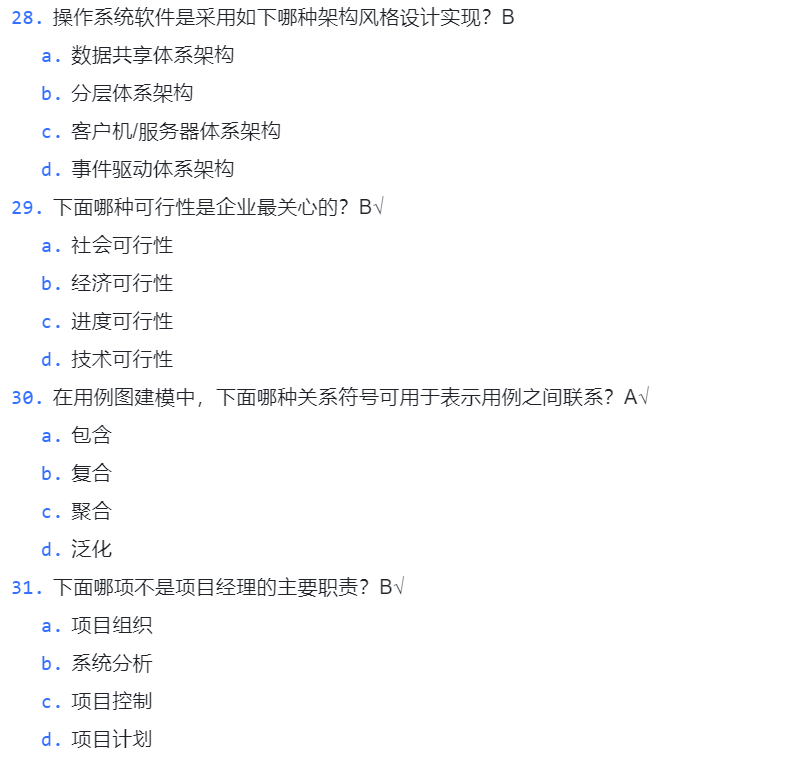 28. 操作系统软件是采用如下哪种架构风格设计实现？B
a. 数据共享体系架构
b. 分层体系架构
c. 客户机/服务器体系架构
d. 事件驱动体系架构
29. 下面哪种可行性是企业最关心的？B√
a. 社会可行性
b. 经济可行性
c. 进度可行性
d. 技术可行性
30. 在用例图建模中，下面哪种关系符号可用于表示用例之间联系？A√
a. 包含
b. 复合
c. 聚合
d. 泛化
31. 下面哪项不是项目经理的主要职责？B√
a. 项目组织
b. 系统分析
c. 项目控制
d. 项目计划